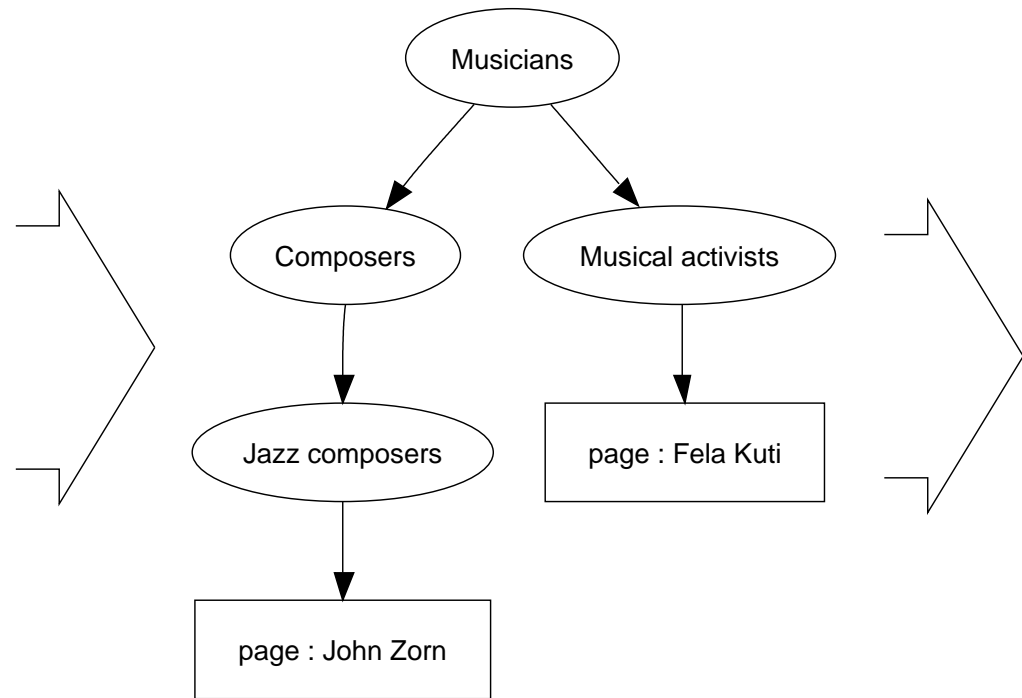 Musicians
Composers
Musical activists
Jazz composers
page : Fela Kuti
page : John Zorn